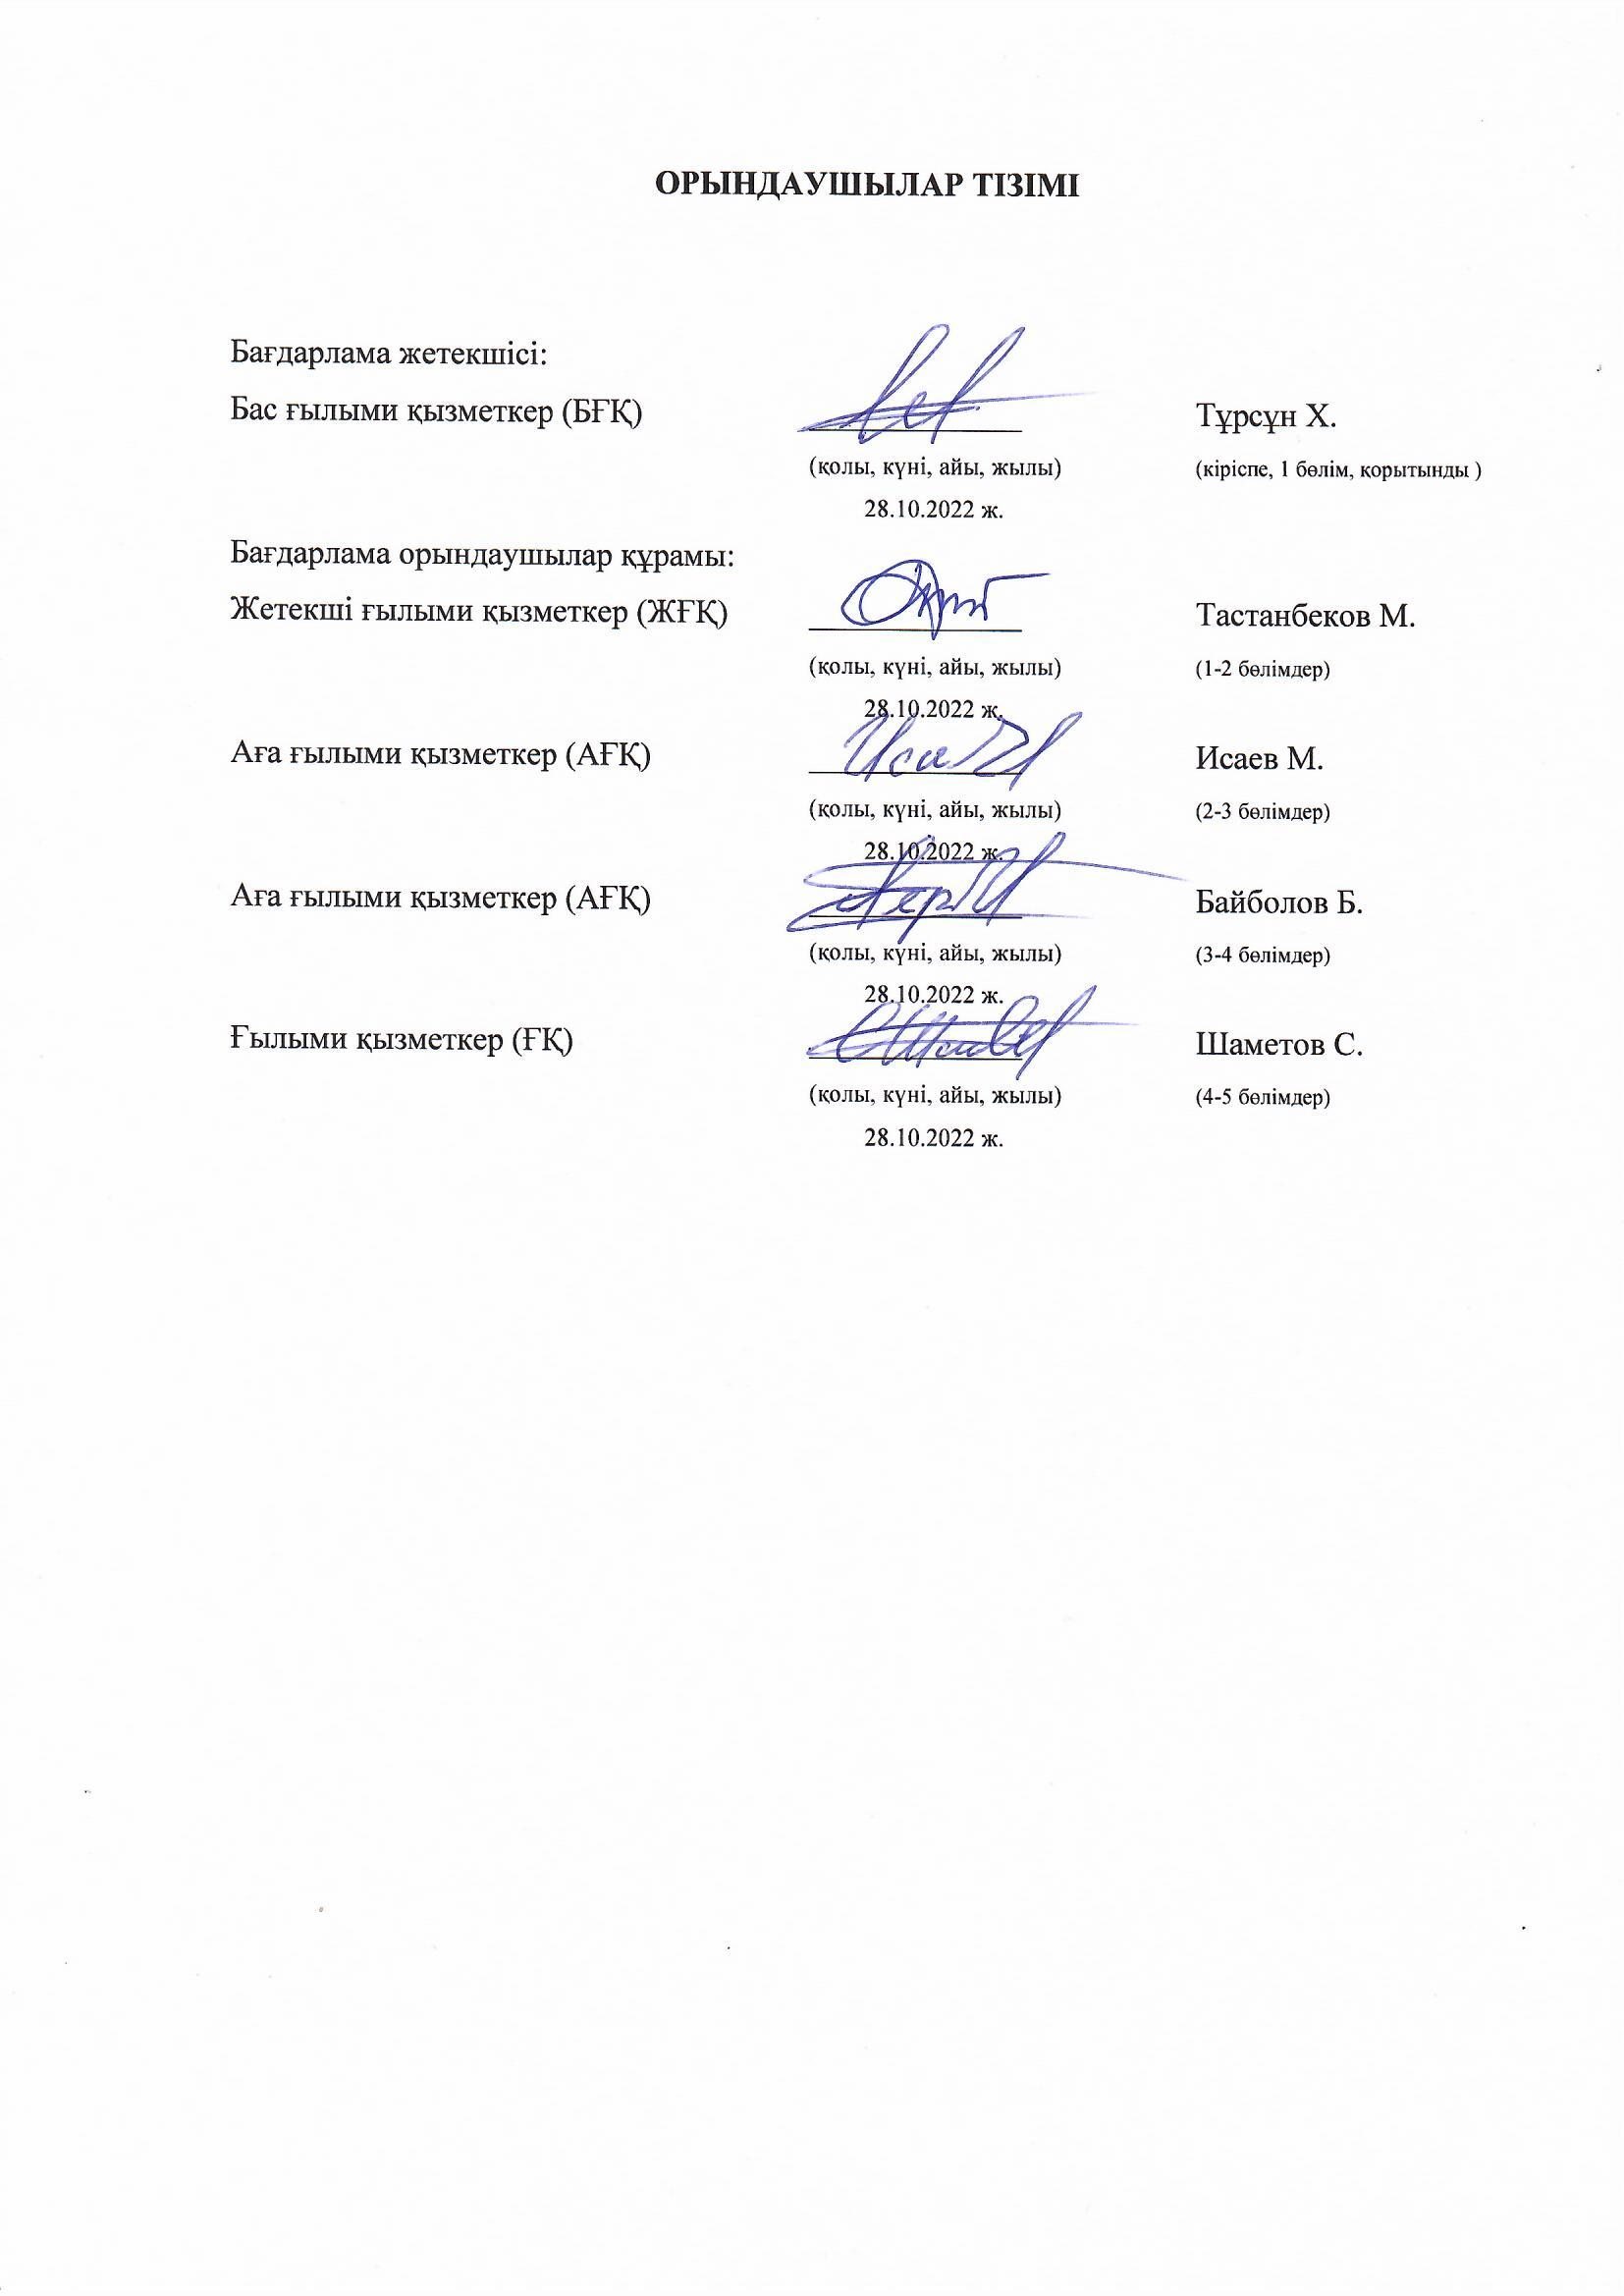 ОРЫНДАУШЫЛАР ТІЗІМІ
Бағдарлама жетекшісі:
Бас ғылыми қызметкер (БҒҚ) Тұрсұн Х.
(қолы, күні, айы, жылы) (кіріспе, 1 бөлім, қорытынды )
28.10.2022 ж.
Бағдарлама орындаушылар құрамы:
Жетекші ғылыми қызметкер (ЖҒҚ) Тастанбеков М.
(қолы, күні, айы, жылы) (1-2 бөлімдер)
28.10.2022 ж.
Аға ғылыми қызметкер (АҒҚ) Исаев М.
(қолы, күні, айы, жылы) (2-3 бөлімдер)
28.10.2022 ж.
Аға ғылыми қызметкер (АҒҚ) Байболов Б.
(қолы, күні, айы, жылы) (3-4 бөлімдер)
28.10.2022 ж.
Ғылыми қызметкер (ҒҚ) Шаметов С.
(қолы, күні, айы, жылы) (4-5 бөлімдер)
28.10.2022 ж.